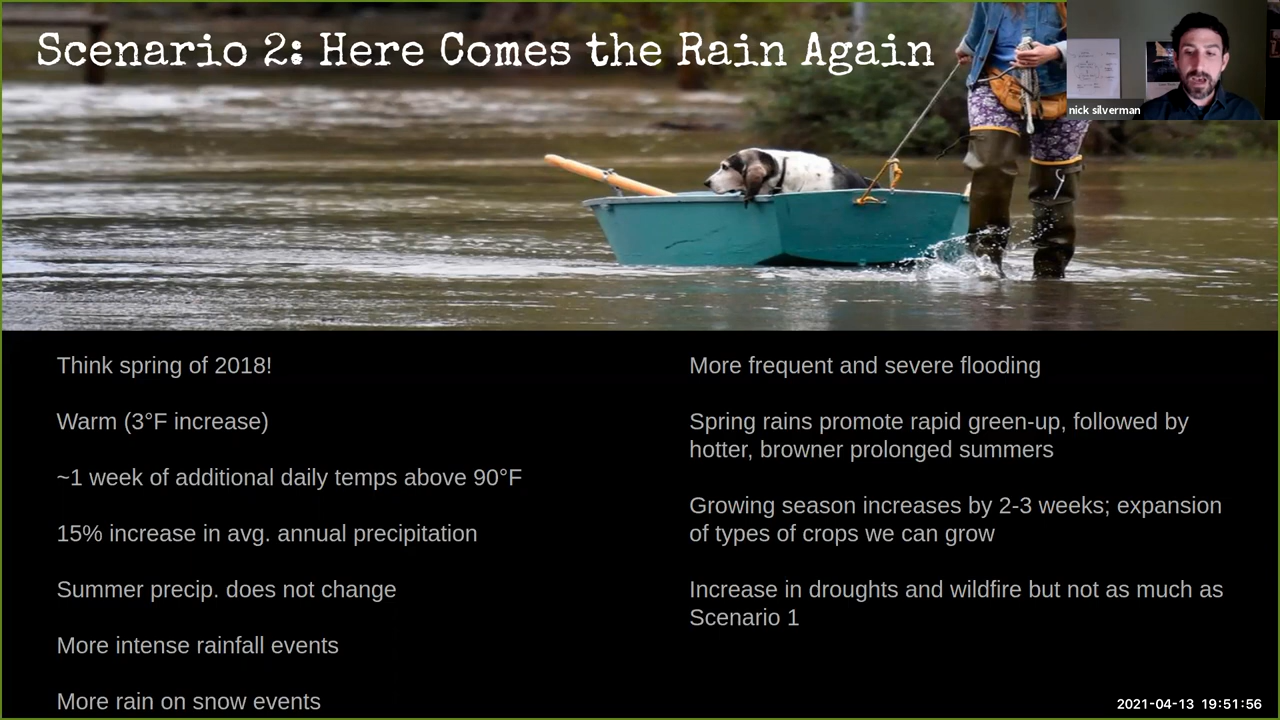 Scenario 2: Here Comes the Rain Again
nick silverman
Think spring of 2018!
Warm (3°F increase)
~1 week of additional daily temps above 90°F
15% increase in avg. annual precipitation
Summer precip. does not change
More intense rainfall events
More rain on snow events
More frequent and severe flooding
Spring rains promote rapid green-up, followed by
hotter, browner prolonged summers
Growing season increases by 2-3 weeks; expansion
of types of crops we can grow
Increase in droughts and wildfire but not as much as
Scenario 1
2021-04-13 19:51:56